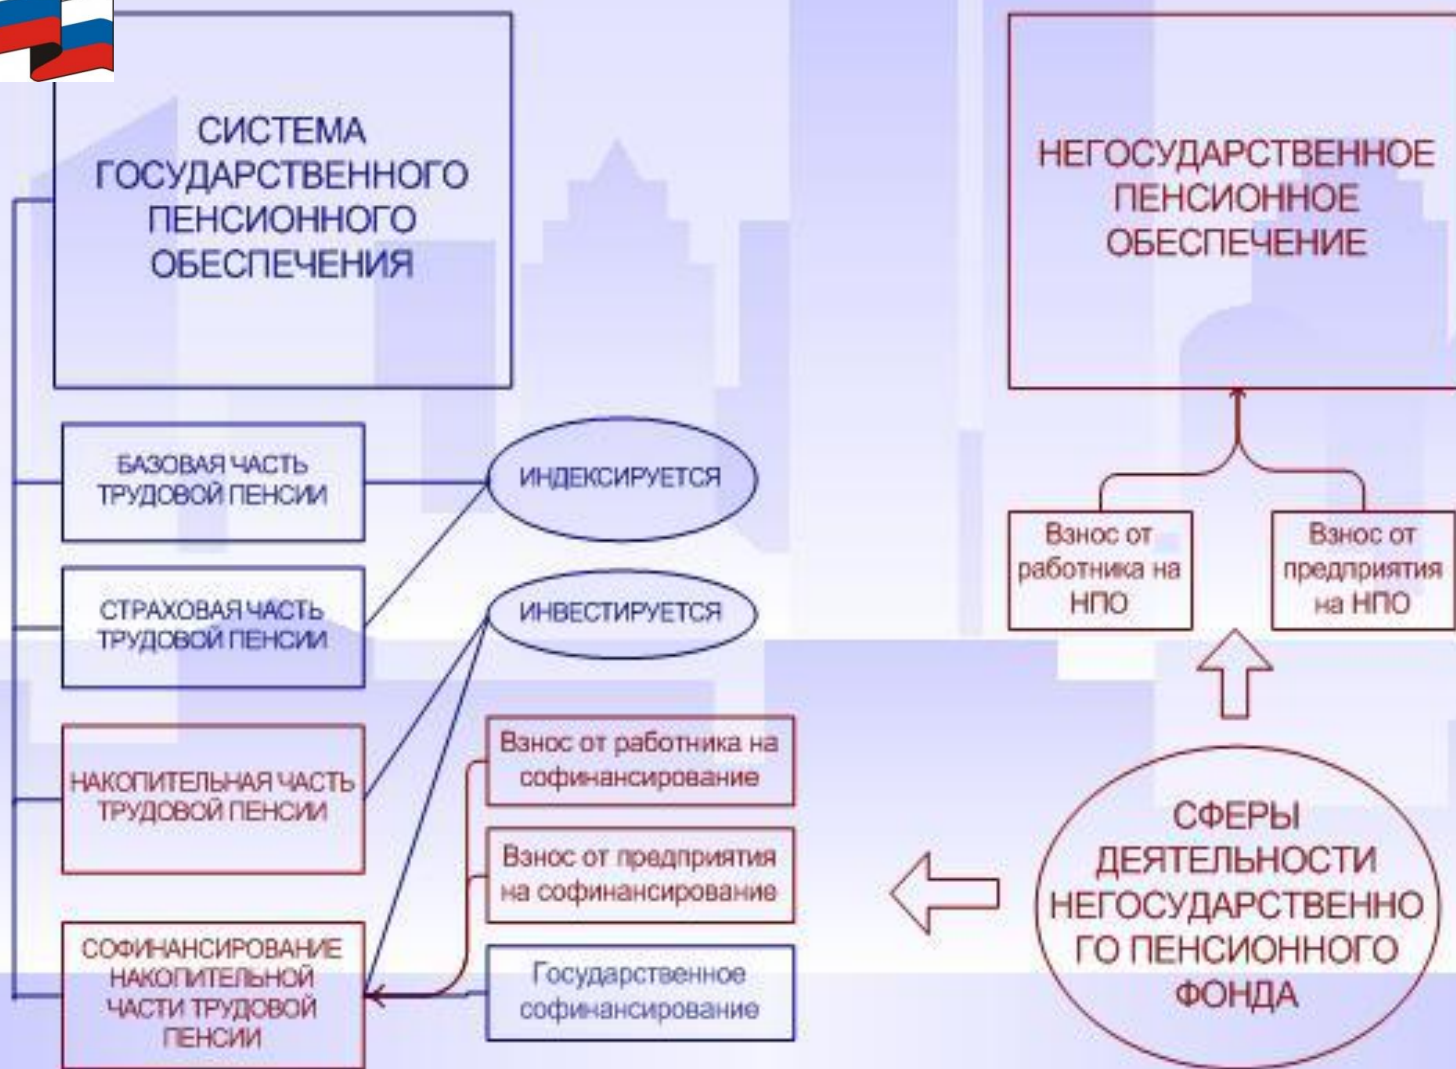 СИСТЕМА
ГОСУДАРСТВЕННОГО
ПЕНСИОННОГО
ОБЕСПЕЧЕНИЯ
НЕГОСУДАРСТВЕННОЕ
ПЕНСИОННОЕ
ОБЕСПЕЧЕНИЕ
БАЗОВАЯ ЧАСТЬ
ТРУДОВОЙ ПЕНСИИ
ИНДЕКСИРУЕТСЯ
СТРАХОВАЯ ЧАСТЬ
ТРУДОВОЙ ПЕНСИИ
ИНВЕСТИРУЕТСЯ
Взнос от
работника на
НПО
Взнос от
предприятия
на НПО
НАКОПИТЕЛЬНАЯ ЧАСТЬ
ТРУДОВОЙ ПЕНСИИ
Взнос от работника на
софинансирование
Взнос от предприятия
на софинансирование
СОФИНАНСИРОВАНИЕ
НАКОПИТЕЛЬНОЙ
ЧАСТИ ТРУДОВОЙ
ПЕНСИИ
Государственное
софинансирование
СФЕРЫ
ДЕЯТЕЛЬНОСТИ
НЕГОСУДАРСТВЕННО
ГО ПЕНСИОННОГО
ФОНДА